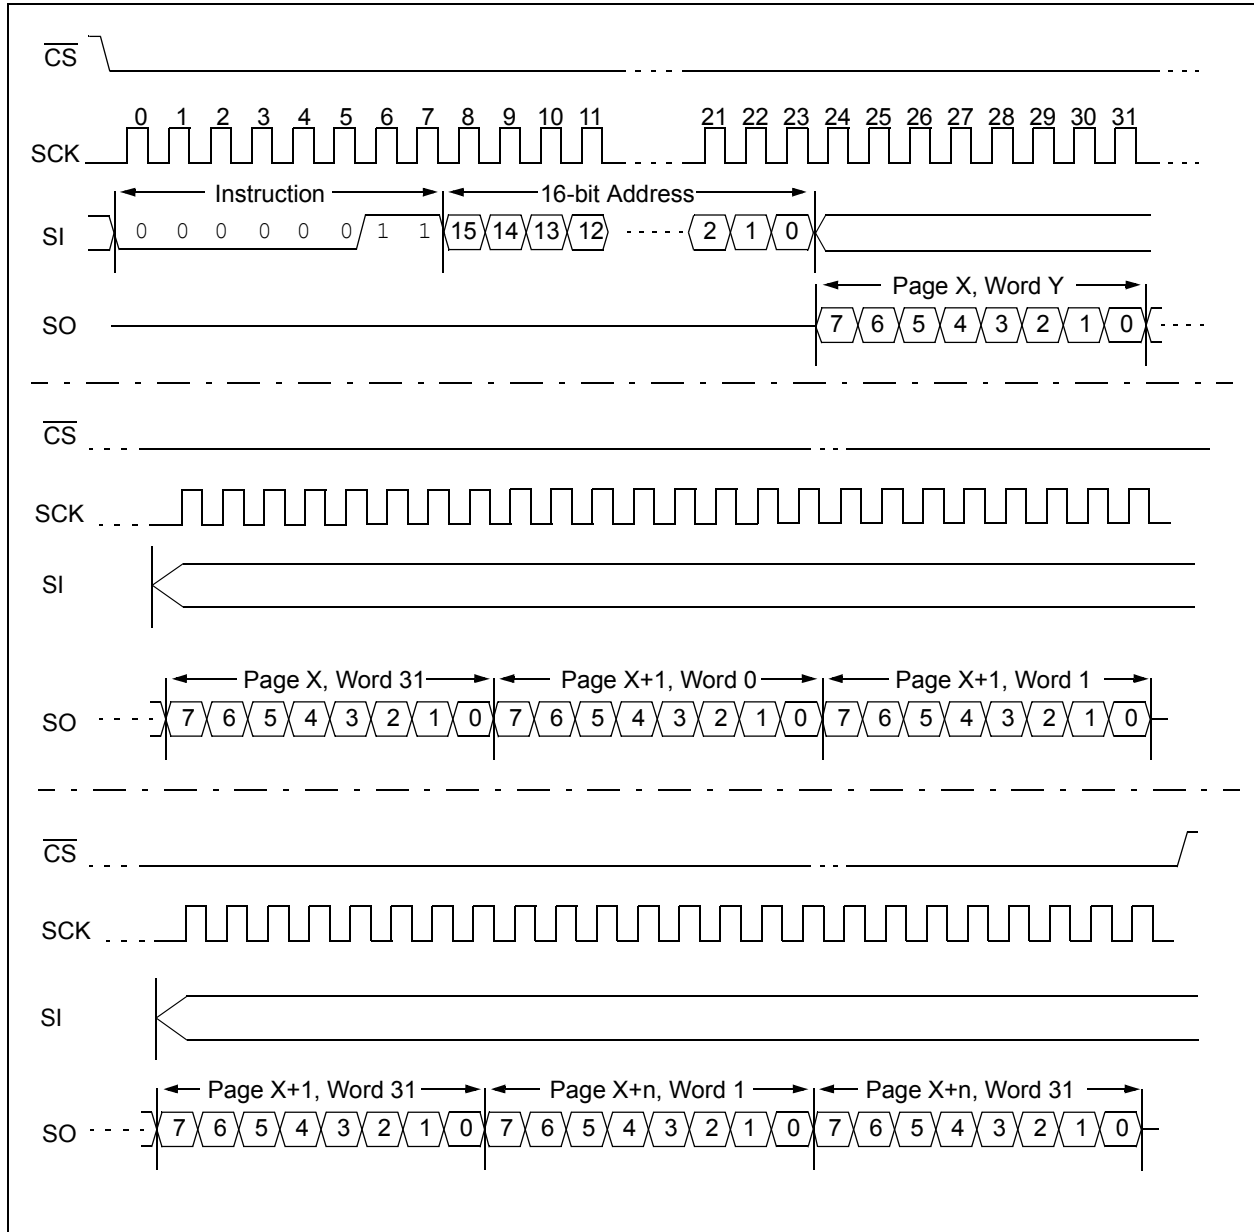 CS
0 1 2 3 4 5 6 7 8 9 10 11 21 22 23 24 25 26 27 28 29 30 31
SCK
Instruction 16-bit Address
SI 0 0 0 0 0 0 1 1 15 14 13 12 2 1 0
Page X, Word Y
SO 7 6 5 4 3 2 1 0
CS
SCK
SI
Page X, Word 31 Page X+1, Word 0 Page X+1, Word 1
SO 7 6 5 4 3 2 1 0 7 6 5 4 3 2 1 0 7 6 5 4 3 2 1 0
CS
SCK
SI
Page X+1, Word 31 Page X+n, Word 1 Page X+n, Word 31
SO 7 6 5 4 3 2 1 0 7 6 5 4 3 2 1 0 7 6 5 4 3 2 1 0